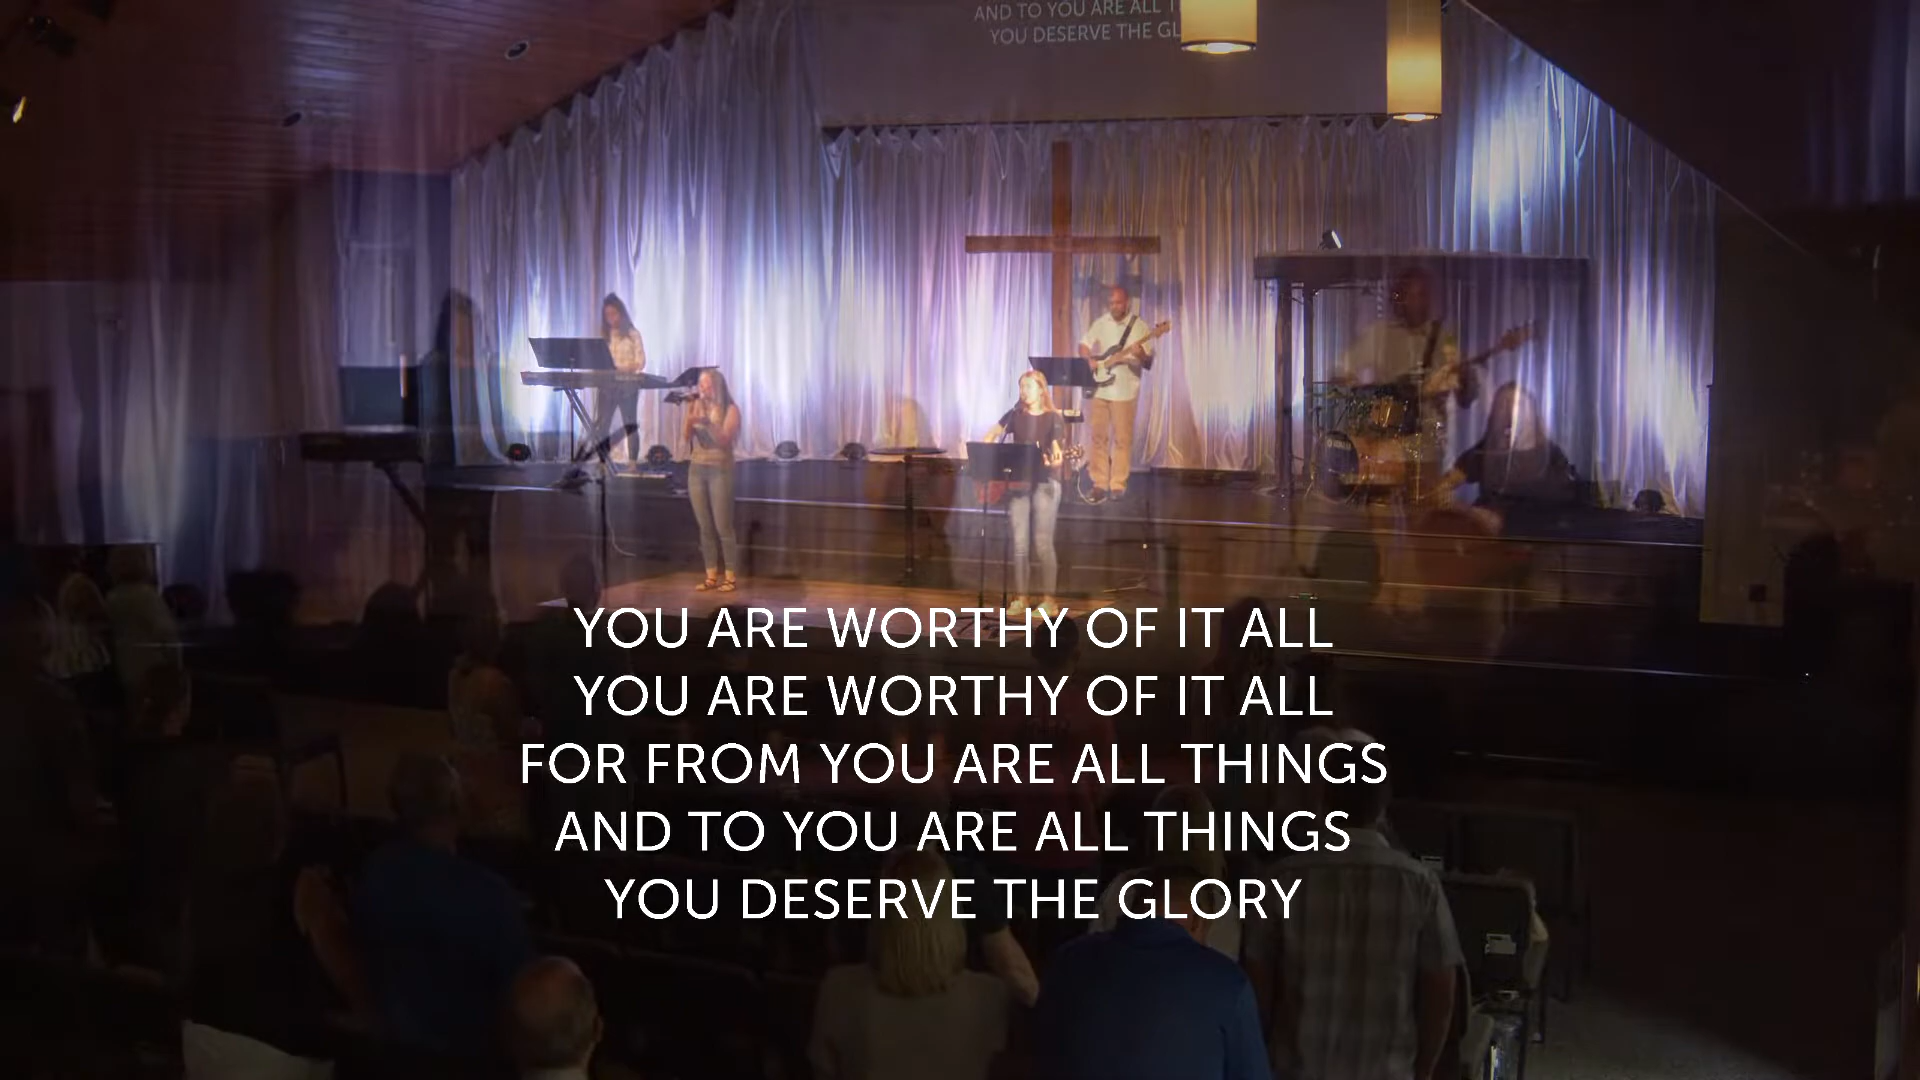 AND TO YOU ARE ALL
YOU DESERVE THE
YOU ARE WORTHY OF IT ALL
YOU ARE WORTHY OF IT ALL
FOR FROM YOU ARE ALL THINGS
AND TO YOU ARE ALL THINGS
YOU DESERVE THE GLORY